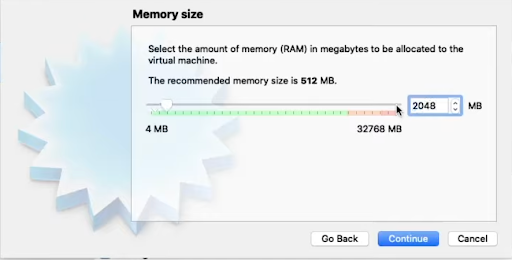 Memory size
Select the amount of memory (RAM) in megabytes to be allocated to the
virtual machine.
The recommended memory size is 512 MB.
2048 MB
4 MB 32768 MB
Go Back Continue Cancel